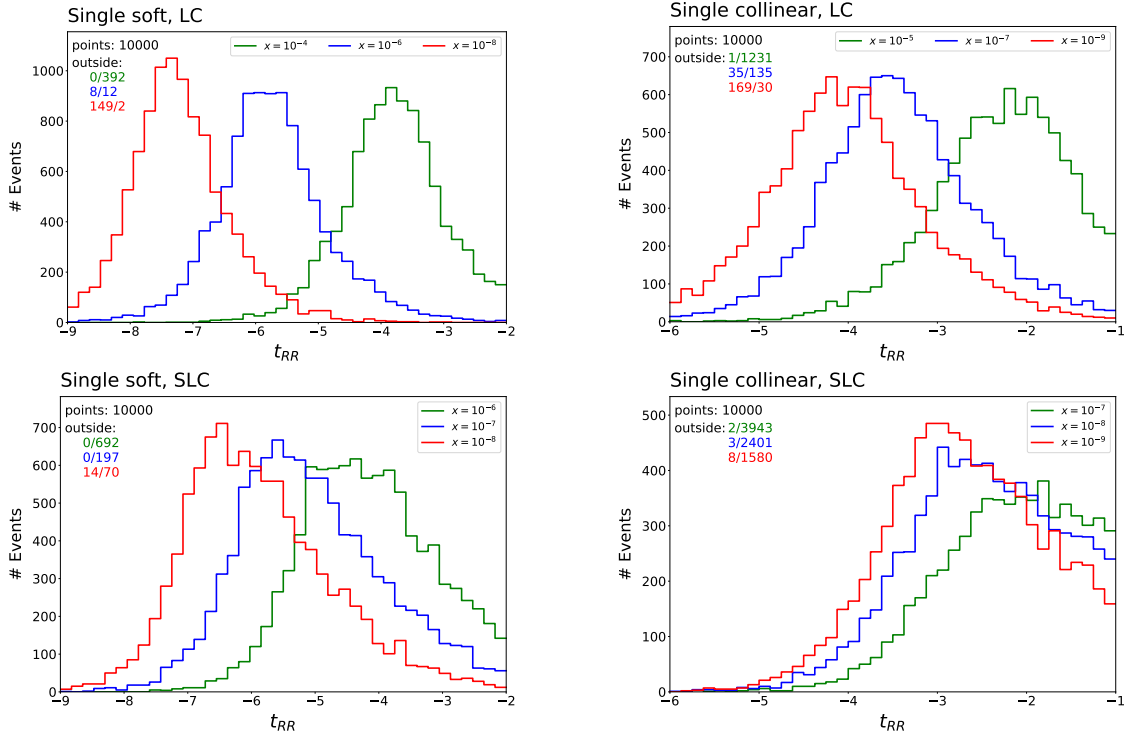 Single soft, LC
points: 10000
outside:
0/392
8/12
149/2
x = 10⁻⁴ x = 10⁻⁶ x = 10⁻⁸
# Events
0 200 400 600 800 1000
−9 −8 −7 −6 −5 −4 −3 −2
t_RR
Single collinear, LC
points: 10000
outside:
1/1231
35/135
169/30
x = 10⁻⁵ x = 10⁻⁷ x = 10⁻⁹
# Events
0 100 200 300 400 500 600 700
−6 −5 −4 −3 −2 −1
t_RR
Single soft, SLC
points: 10000
outside:
0/692
0/197
14/70
x = 10⁻⁶
x = 10⁻⁷
x = 10⁻⁸
# Events
0 100 200 300 400 500 600 700
−9 −8 −7 −6 −5 −4 −3 −2
t_RR
Single collinear, SLC
points: 10000
outside: 2/3943
3/2401
8/1580
x = 10⁻⁷
x = 10⁻⁸
x = 10⁻⁹
# Events
0 100 200 300 400 500
−6 −5 −4 −3 −2 −1
t_RR